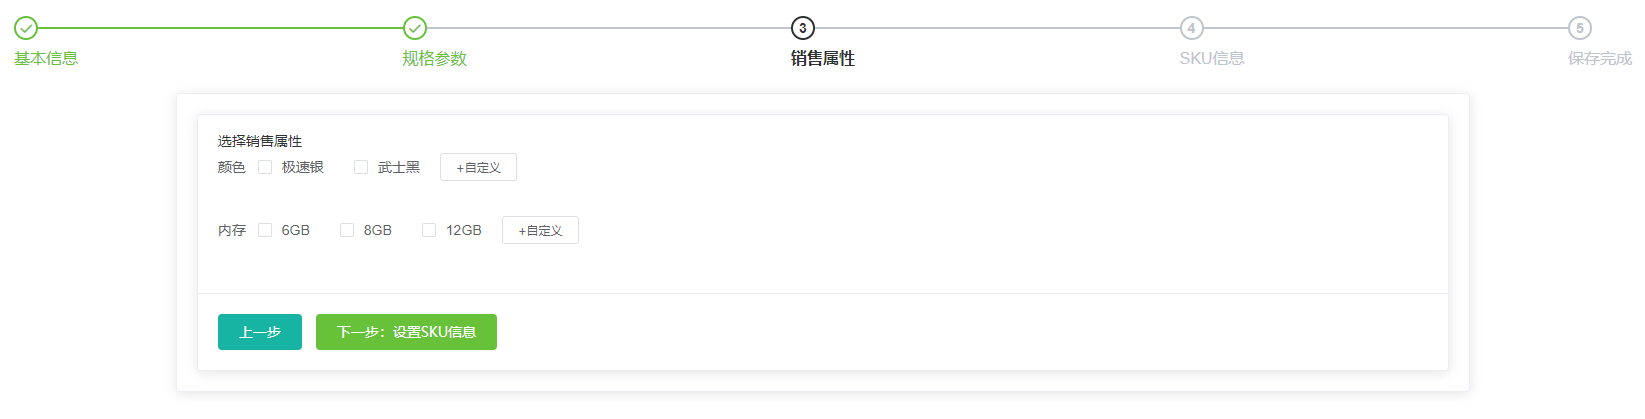 3 4 5
基本信息 规格参数 销售属性 SKU信息 保存完成
选择销售属性
颜色 极速银 武士黑 +自定义
内存 6GB 8GB 12GB +自定义
上一步 下一步：设置SKU信息